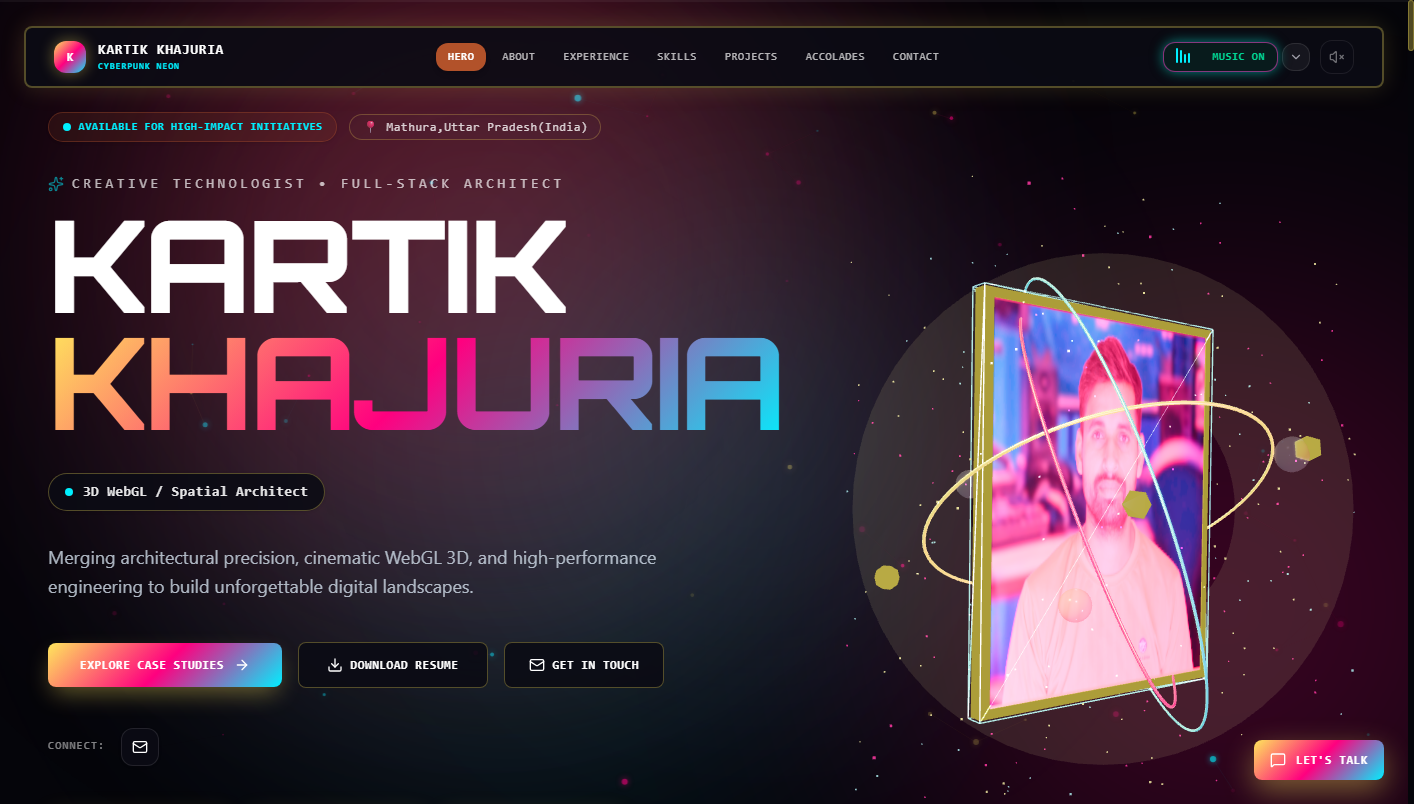 K
KARTIK KHAJURIA
CYBERPUNK NEON
HERO
ABOUT
EXPERIENCE
SKILLS
PROJECTS
ACCOLADES
CONTACT
MUSIC ON
AVAILABLE FOR HIGH-IMPACT INITIATIVES
Mathura,Uttar Pradesh(India)
CREATIVE TECHNOLOGIST • FULL-STACK ARCHITECT
KARTIK
KHAJURIA
3D WebGL / Spatial Architect
Merging architectural precision, cinematic WebGL 3D, and high-performance
engineering to build unforgettable digital landscapes.
EXPLORE CASE STUDIES
DOWNLOAD RESUME
GET IN TOUCH
CONNECT:
LET'S TALK